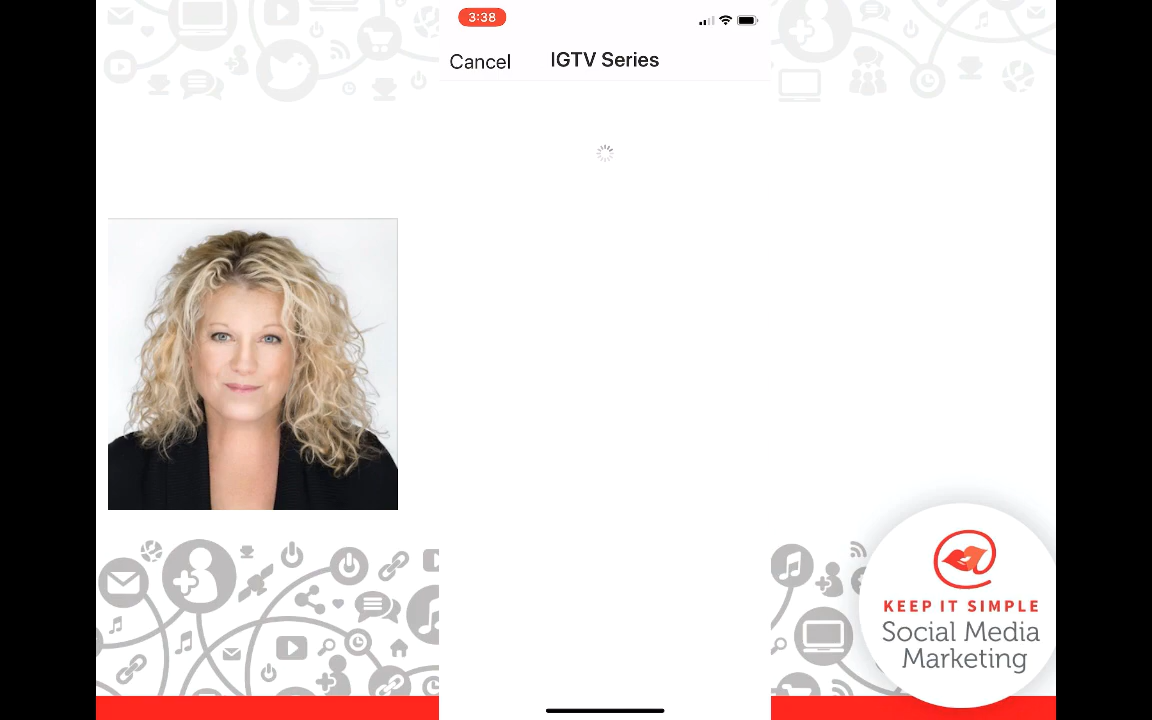 3:38
Cancel
IGTV Series
KEEP IT SIMPLE
Social Media
Marketing